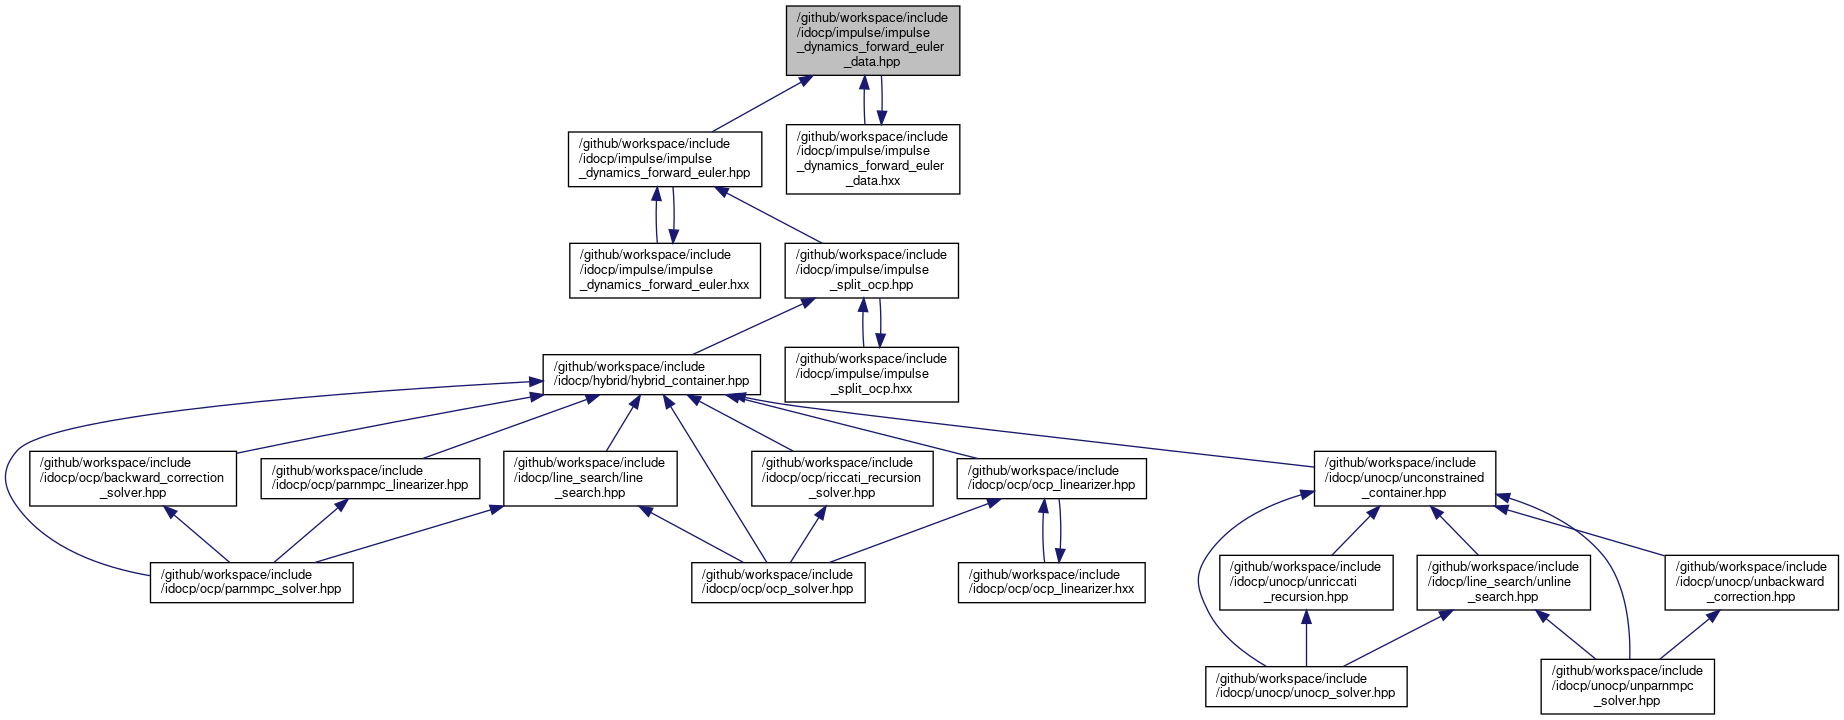 /github/workspace/include
/idocp/impulse/impulse
_dynamics_forward_euler
_data.hpp
/github/workspace/include
/idocp/impulse/impulse
_dynamics_forward_euler.hpp
/github/workspace/include
/idocp/impulse/impulse
_dynamics_forward_euler
_data.hxx
/github/workspace/include
/idocp/impulse/impulse
_dynamics_forward_euler.hxx
/github/workspace/include
/idocp/impulse/impulse
_split_ocp.hpp
/github/workspace/include
/idocp/hybrid/hybrid_container.hpp
/github/workspace/include
/idocp/impulse/impulse
_split_ocp.hxx
/github/workspace/include
/idocp/ocp/backward_correction
_solver.hpp
/github/workspace/include
/idocp/ocp/parnmpc_linearizer.hpp
/github/workspace/include
/idocp/line_search/line
_search.hpp
/github/workspace/include
/idocp/ocp/riccati_recursion
_solver.hpp
/github/workspace/include
/idocp/ocp/ocp_linearizer.hpp
/github/workspace/include
/idocp/unocp/unconstrained
_container.hpp
/github/workspace/include
/idocp/ocp/parnmpc_solver.hpp
/github/workspace/include
/idocp/ocp/ocp_solver.hpp
/github/workspace/include
/idocp/ocp/ocp_linearizer.hxx
/github/workspace/include
/idocp/unocp/unriccati
_recursion.hpp
/github/workspace/include
/idocp/line_search/unline
_search.hpp
/github/workspace/include
/idocp/unocp/unbackward
_correction.hpp
/github/workspace/include
/idocp/unocp/unocp_solver.hpp
/github/workspace/include
/idocp/unocp/unparnmpc
_solver.hpp